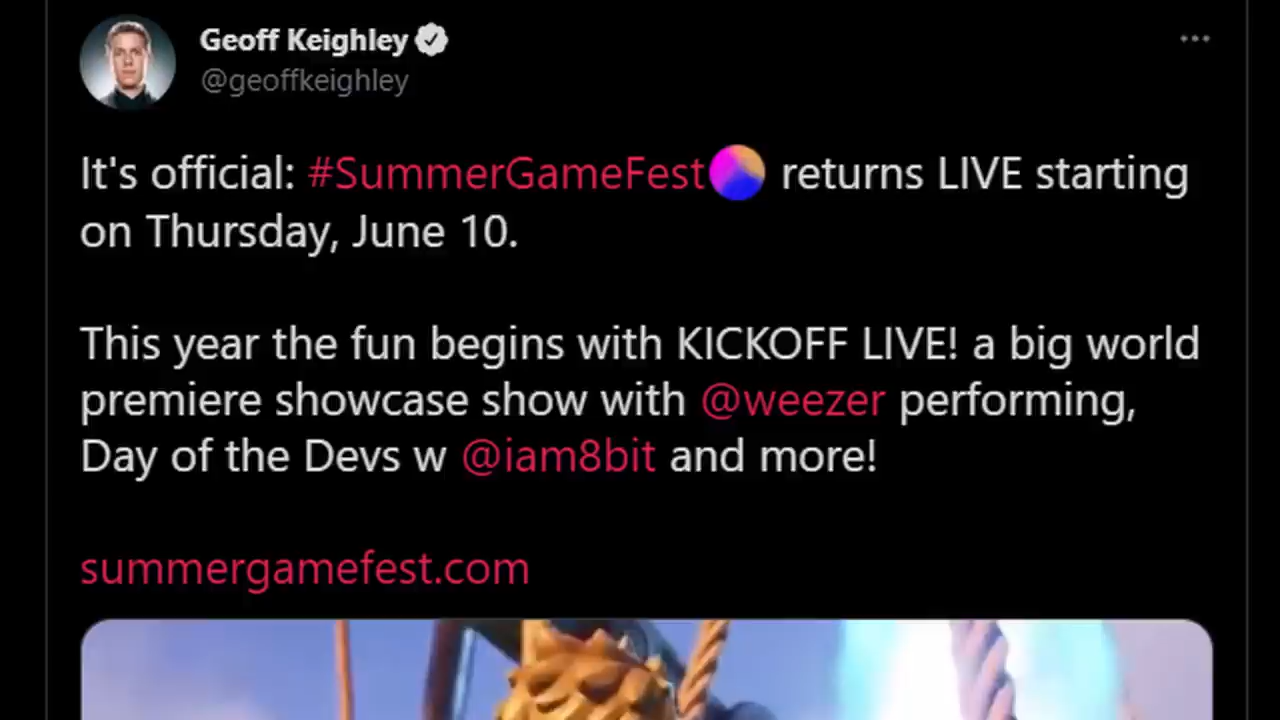 Geoff Keighley
@geoffkeighley
It's official: #SummerGameFest returns LIVE starting
on Thursday, June 10.
This year the fun begins with KICKOFF LIVE! a big world
premiere showcase show with @weezer performing,
Day of the Devs w @iam8bit and more!
summergamefest.com